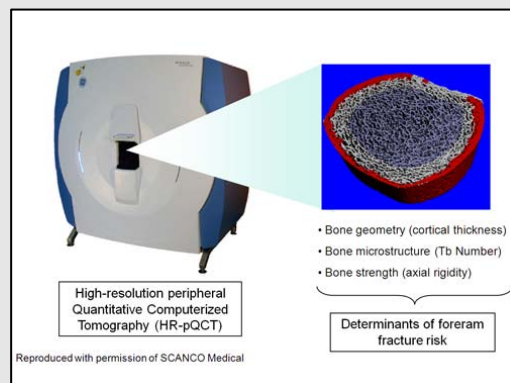 • Bone geometry (cortical thickness)
• Bone microstructure (Tb Number)
• Bone strength (axial rigidity)
High-resolution peripheral
Quantitative Computerized
Tomography (HR-pQCT)
Determinants of foreram
fracture risk
Reproduced with permission of SCANCO Medical